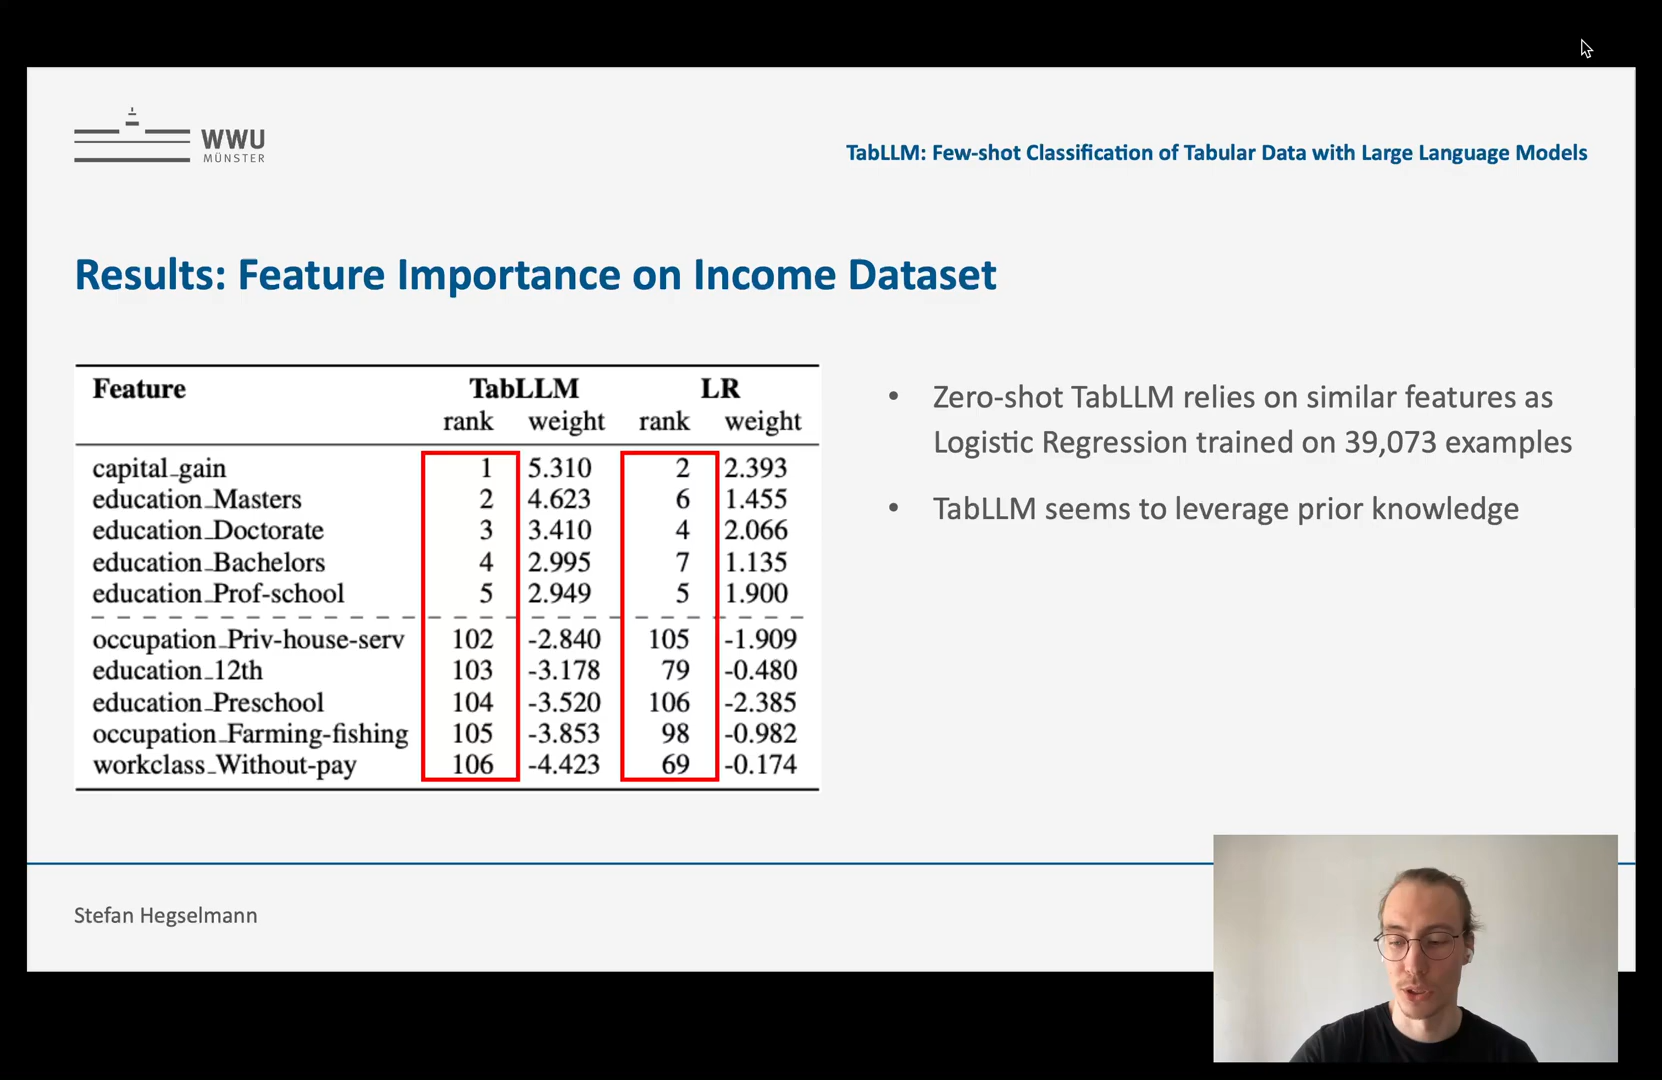 WWU
MÜNSTER
TabLLM: Few-shot Classification of Tabular Data with Large Language Models
Results: Feature Importance on Income Dataset
Feature TabLLM LR
rank weight rank weight
capital_gain 1 5.310 2 2.393
education_Masters 2 4.623 6 1.455
education_Doctorate 3 3.410 4 2.066
education_Bachelors 4 2.995 7 1.135
education_Prof-school 5 2.949 5 1.900
occupation_Priv-house-serv 102 -2.840 105 -1.909
education_12th 103 -3.178 79 -0.480
education_Preschool 104 -3.520 106 -2.385
occupation_Farming-fishing 105 -3.853 98 -0.982
workclass_Without-pay 106 -4.423 69 -0.174
• Zero-shot TabLLM relies on similar features as
Logistic Regression trained on 39,073 examples
• TabLLM seems to leverage prior knowledge
Stefan Hegselmann